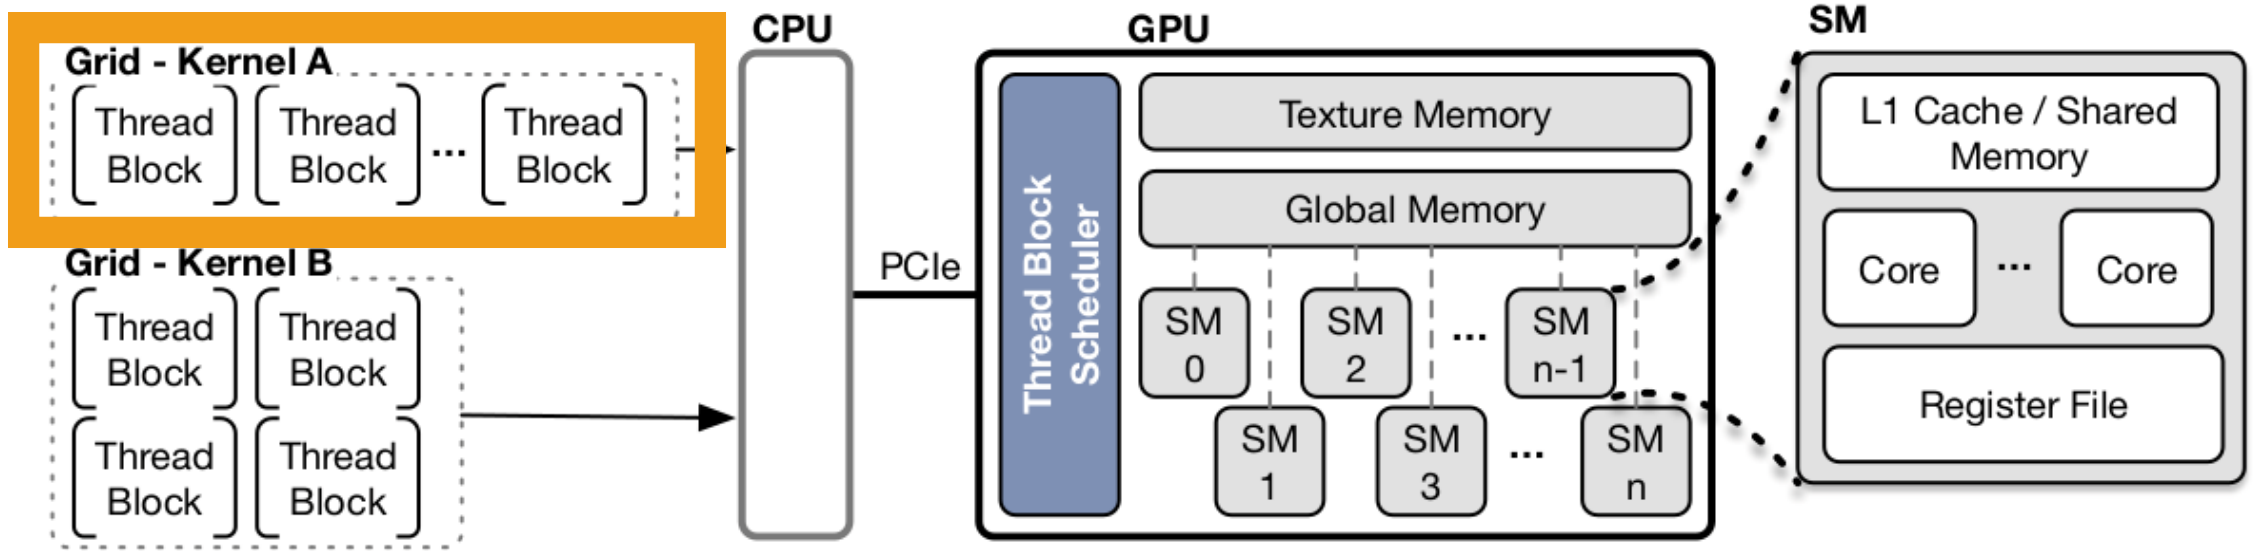 Grid - Kernel A
Thread
Block
Thread
Block
...
Thread
Block
Grid - Kernel B
Thread
Block
Thread
Block
Thread
Block
Thread
Block
CPU
PCIe
GPU
Thread Block
Scheduler
Texture Memory
Global Memory
SM
0
SM
2
...
SM
n-1
SM
1
SM
3
...
SM
n
SM
L1 Cache / Shared
Memory
Core
...
Core
Register File